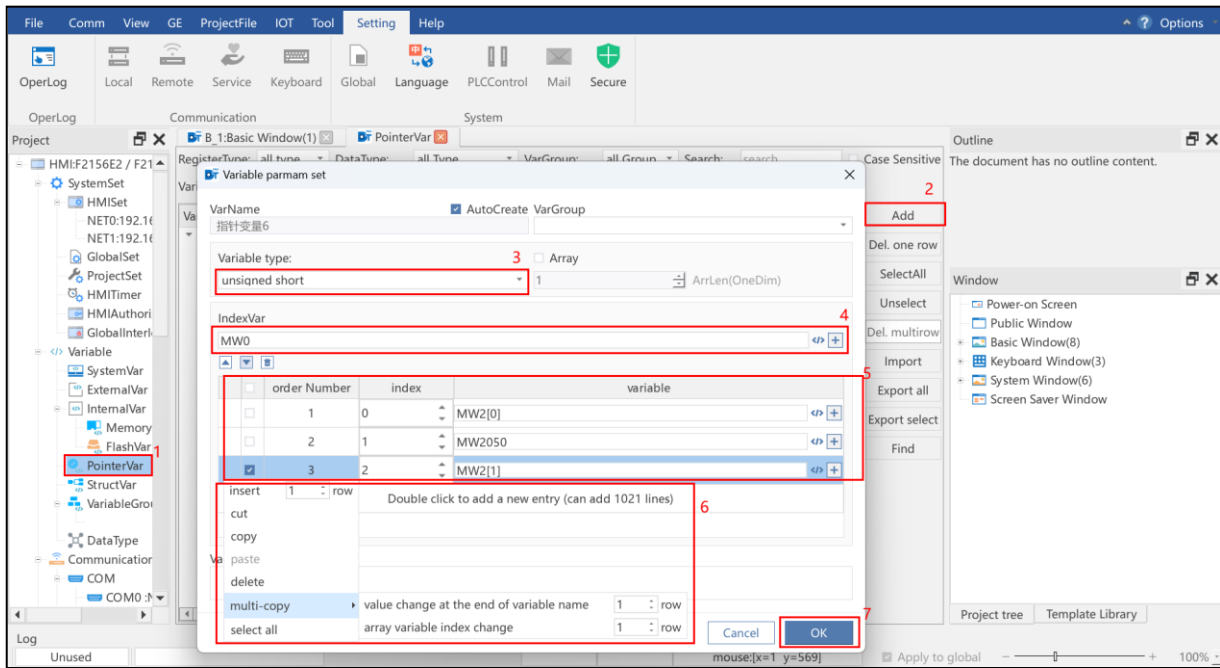 File Comm View GE ProjectFile IOT Tool Setting Help Options
OperLog Local Remote Service Keyboard Global Language PLCControl Mail Secure
OperLog Communication System
Project
B_1:Basic Window(1) PointerVar
Outline
HMI:F2156E2 / F21
SystemSet
HMISet
NET0:192.16
NET1:192.16
GlobalSet
ProjectSet
HMITimer
HMIAuthori
GlobalInterl
Variable
SystemVar
ExternalVar
InternalVar
Memory
FlashVar
1
PointerVar
StructVar
VariableGrou
DataType
Communication
COM
COM0 :N
RegisterType: all type DataType: all Type VarGroup: all Group Search: search Case Sensitive
Var
Va
Variable parmam set
VarName AutoCreate VarGroup
指针变量6
Variable type: 3 Array
unsigned short 1 ArrLen(OneDim)
IndexVar 4
MW0
5
order Number index variable
1 0 MW2[0]
2 1 MW2050
3 2 MW2[1]
Double click to add a new entry (can add 1021 lines)
6
insert 1 row
cut
copy
paste
delete
multi-copy
select all
value change at the end of variable name 1 row
array variable index change 1 row
Va
7
Cancel OK
2
Add
Del. one row
SelectAll
Unselect
Del. multirow
Import
Export all
Export select
Find
The document has no outline content.
Window
Power-on Screen
Public Window
Basic Window(8)
Keyboard Window(3)
System Window(6)
Screen Saver Window
Project tree Template Library
Log
Unused mouse:[x=1 y=569] Apply to global 100%